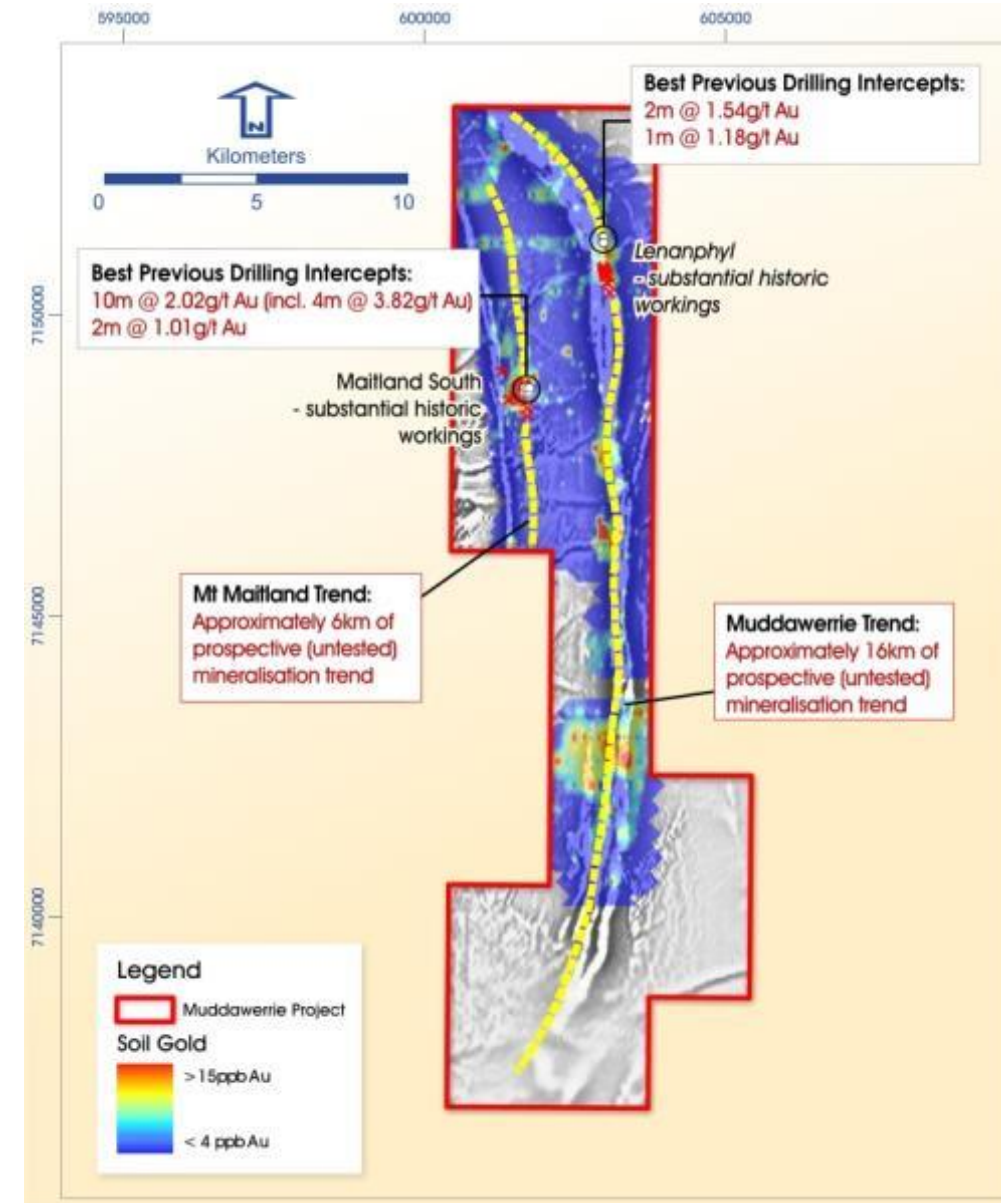 595000
600000
605000
N
Kilometers
0
5
10
Best Previous Drilling Intercepts:
2m @ 1.54g/t Au
1m @ 1.18g/t Au
Lenanphyl
- substantial historic
workings
Best Previous Drilling Intercepts:
10m @ 2.02g/t Au (incl. 4m @ 3.82g/t Au)
2m @ 1.01g/t Au
7150000
Maitland South
- substantial historic
workings
Mt Maitland Trend:
Approximately 6km of
prospective (untested)
mineralisation trend
7145000
Muddawerrie Trend:
Approximately 16km of
prospective (untested)
mineralisation trend
7140000
Legend
Muddawerrie Project
Soil Gold
>15ppb Au
< 4 ppb Au